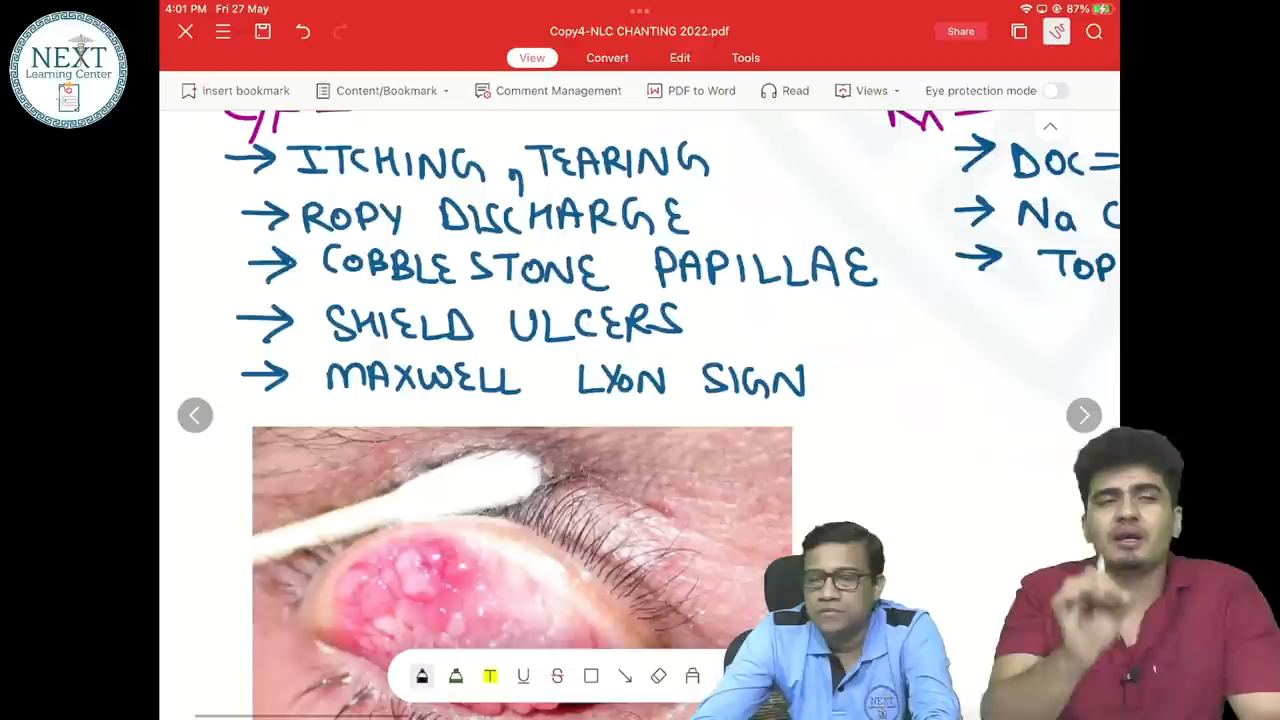 4:01 PM Fri 27 May
87%
Copy4-NLC CHANTING 2022.pdf
Share
View Convert Edit Tools
Insert bookmark Content/Bookmark Comment Management PDF to Word Read Views Eye protection mode
NEXT
Learning Center
→ ITCHING, TEARING
→ ROPY DISCHARGE
→ COBBLESTONE PAPILLAE
→ SHIELD ULCERS
→ MAXWELL LYON SIGN
→ DOC =
→ Na C
→ TOP
T U S
NEXT